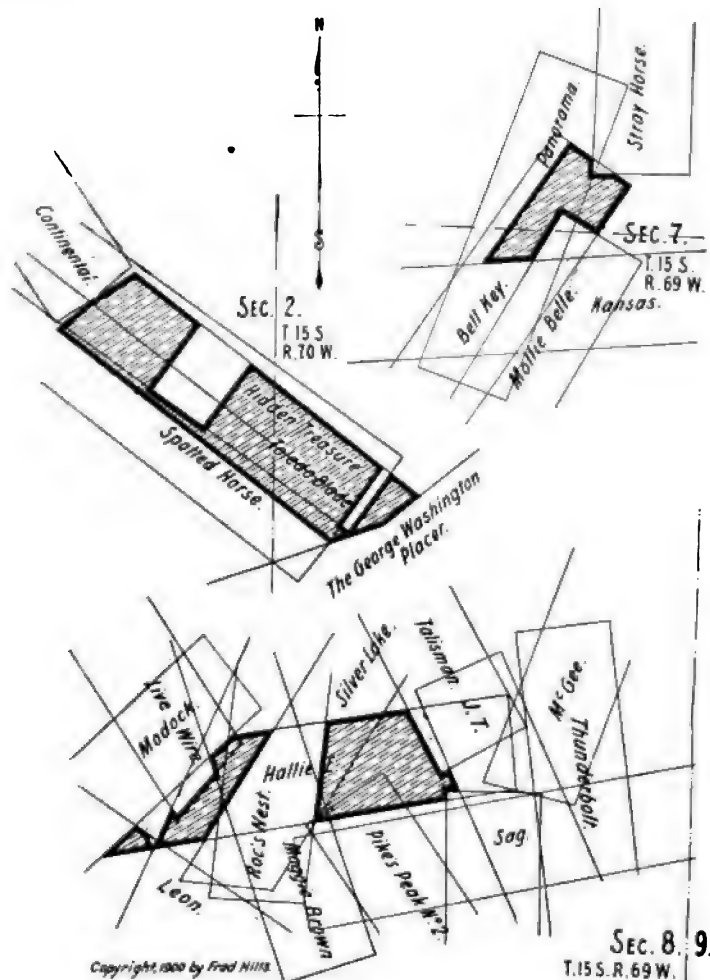 N
Panorama.
Stray Horse.
SEC. 7.
T. 15 S.
R. 69 W.
Bell Key.
Mollie Belle.
Kansas.
Continental.
SEC. 2.
T 15 S
R. 70 W.
Hidden Treasure
Toledo Blade
Spotted Horse.
The George Washington
Placer.
Live Wire
Modock.
Silver Lake.
Talisman.
J. T.
McGee.
Thunderbolt.
Hallie
Roc's Nest.
Maggie Brown
Pike's Peak No. 2
Sag.
Leon.
Copyright, 1900 by Fred Hills.
SEC. 8. 9.
T. 15 S. R. 69 W.